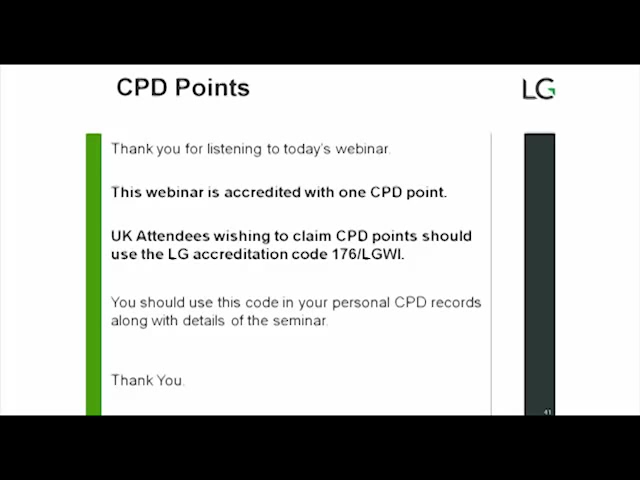 CPD Points
LG
Thank you for listening to today's webinar.
This webinar is accredited with one CPD point.
UK Attendees wishing to claim CPD points should
use the LG accreditation code 176/LGWI.
You should use this code in your personal CPD records
along with details of the seminar.
Thank You.
41